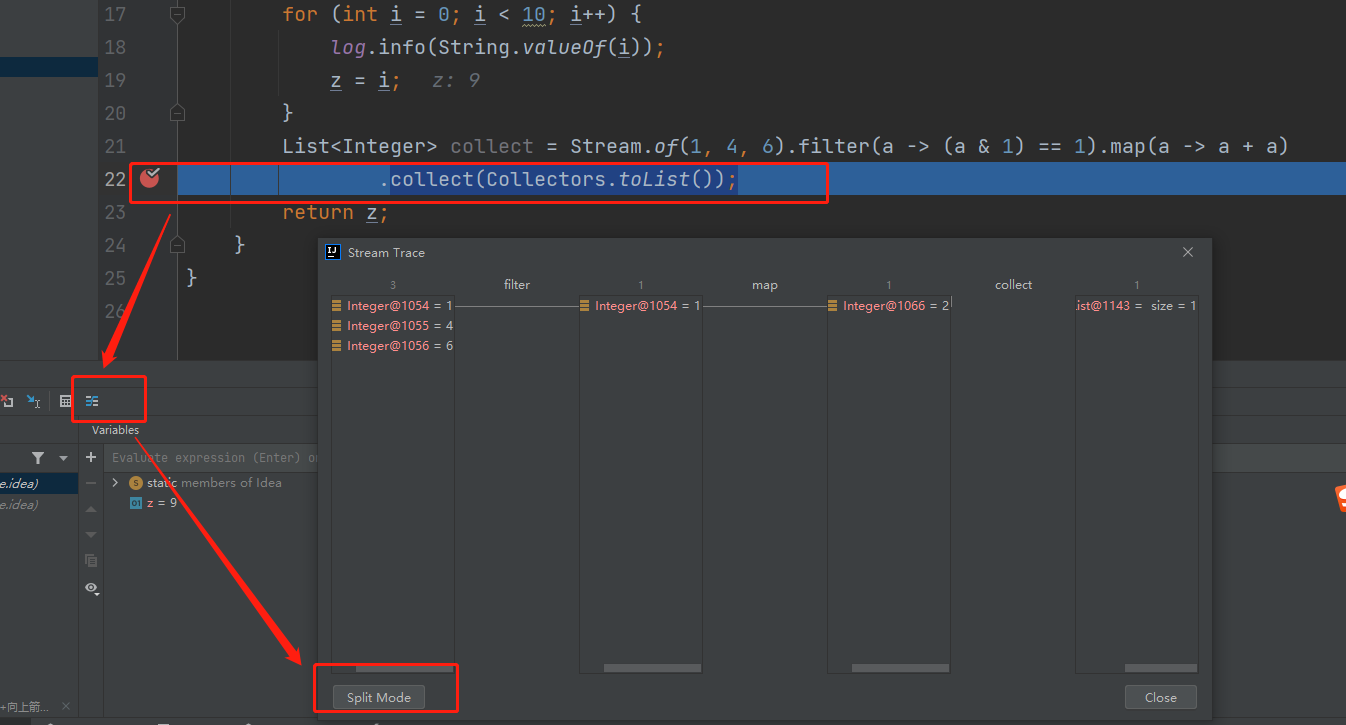 17 for (int i = 0; i < 10; i++) {
18 log.info(String.valueOf(i));
19 z = i; z: 9
20 }
21 List<Integer> collect = Stream.of(1, 4, 6).filter(a -> (a & 1) == 1).map(a -> a + a)
22 .collect(Collectors.toList());
23 return z;
24 }
25 }
26
Stream Trace
3 filter 1 map 1 collect 1
Integer@1054 = 1 Integer@1054 = 1 Integer@1066 = 2 ist@1143 = size = 1
Integer@1055 = 4
Integer@1056 = 6
Variables
Evaluate expression (Enter) o
e.idea) static members of Idea
e.idea) z = 9
Split Mode Close
+向上箭...